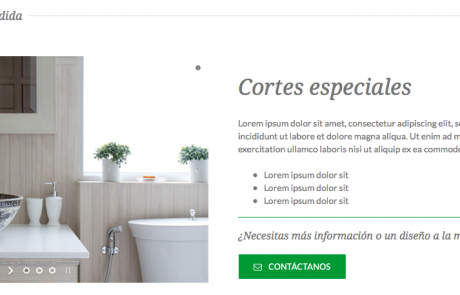 dida
Cortes especiales
Lorem ipsum dolor sit amet, consectetur adipiscing elit,
incididunt ut labore et dolore magna aliqua. Ut enim ad m
exercitation ullamco laboris nisi ut aliquip ex ea commodo
Lorem ipsum dolor sit
Lorem ipsum dolor sit
Lorem ipsum dolor sit
¿Necesitas más información o un diseño a la m
CONTÁCTANOS